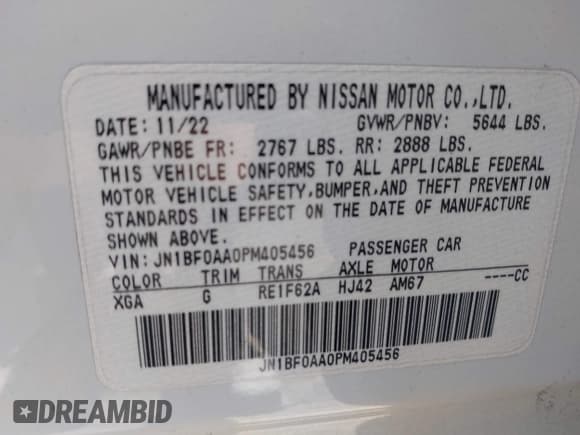 MANUFACTURED BY NISSAN MOTOR CO.,LTD.
DATE: 11/22 GVWR/PNBV: 5644 LBS.
GAWR/PNBE FR: 2767 LBS. RR: 2888 LBS.
THIS VEHICLE CONFORMS TO ALL APPLICABLE FEDERAL
MOTOR VEHICLE SAFETY,BUMPER,AND THEFT PREVENTION
STANDARDS IN EFFECT ON THE DATE OF MANUFACTURE
SHOWN ABOVE.
VIN: JN1BF0AA0PM405456 PASSENGER CAR
COLOR TRIM TRANS AXLE MOTOR
XGA G RE1F62A HJ42 AM67 ----CC
JN1BF0AA0PM405456
DREAMBID